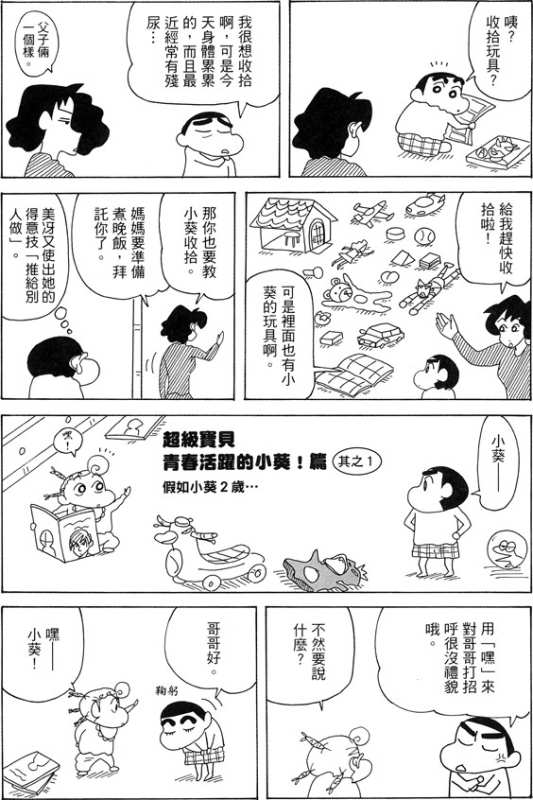 咦？
收拾玩具？
我很想收拾
啊，可是今
天身體累累
的，而且最
近經常有殘
尿…
父子倆
一個樣。
給我趕快收
拾啦！
可是裡面也有小
葵的玩具啊。
那你也要教
小葵收拾。
媽媽要準備
煮晚飯，拜
託你了。
美冴又使出她的
得意技「推給別
人做」。
超級寶貝
青春活躍的小葵！篇 其之1
假如小葵2歲…
小葵——
嘿！
用「嘿」來
對哥哥打招
呼很沒禮貌
哦。
不然要說
什麼？
哥哥好。
鞠躬
嘿——
小葵！